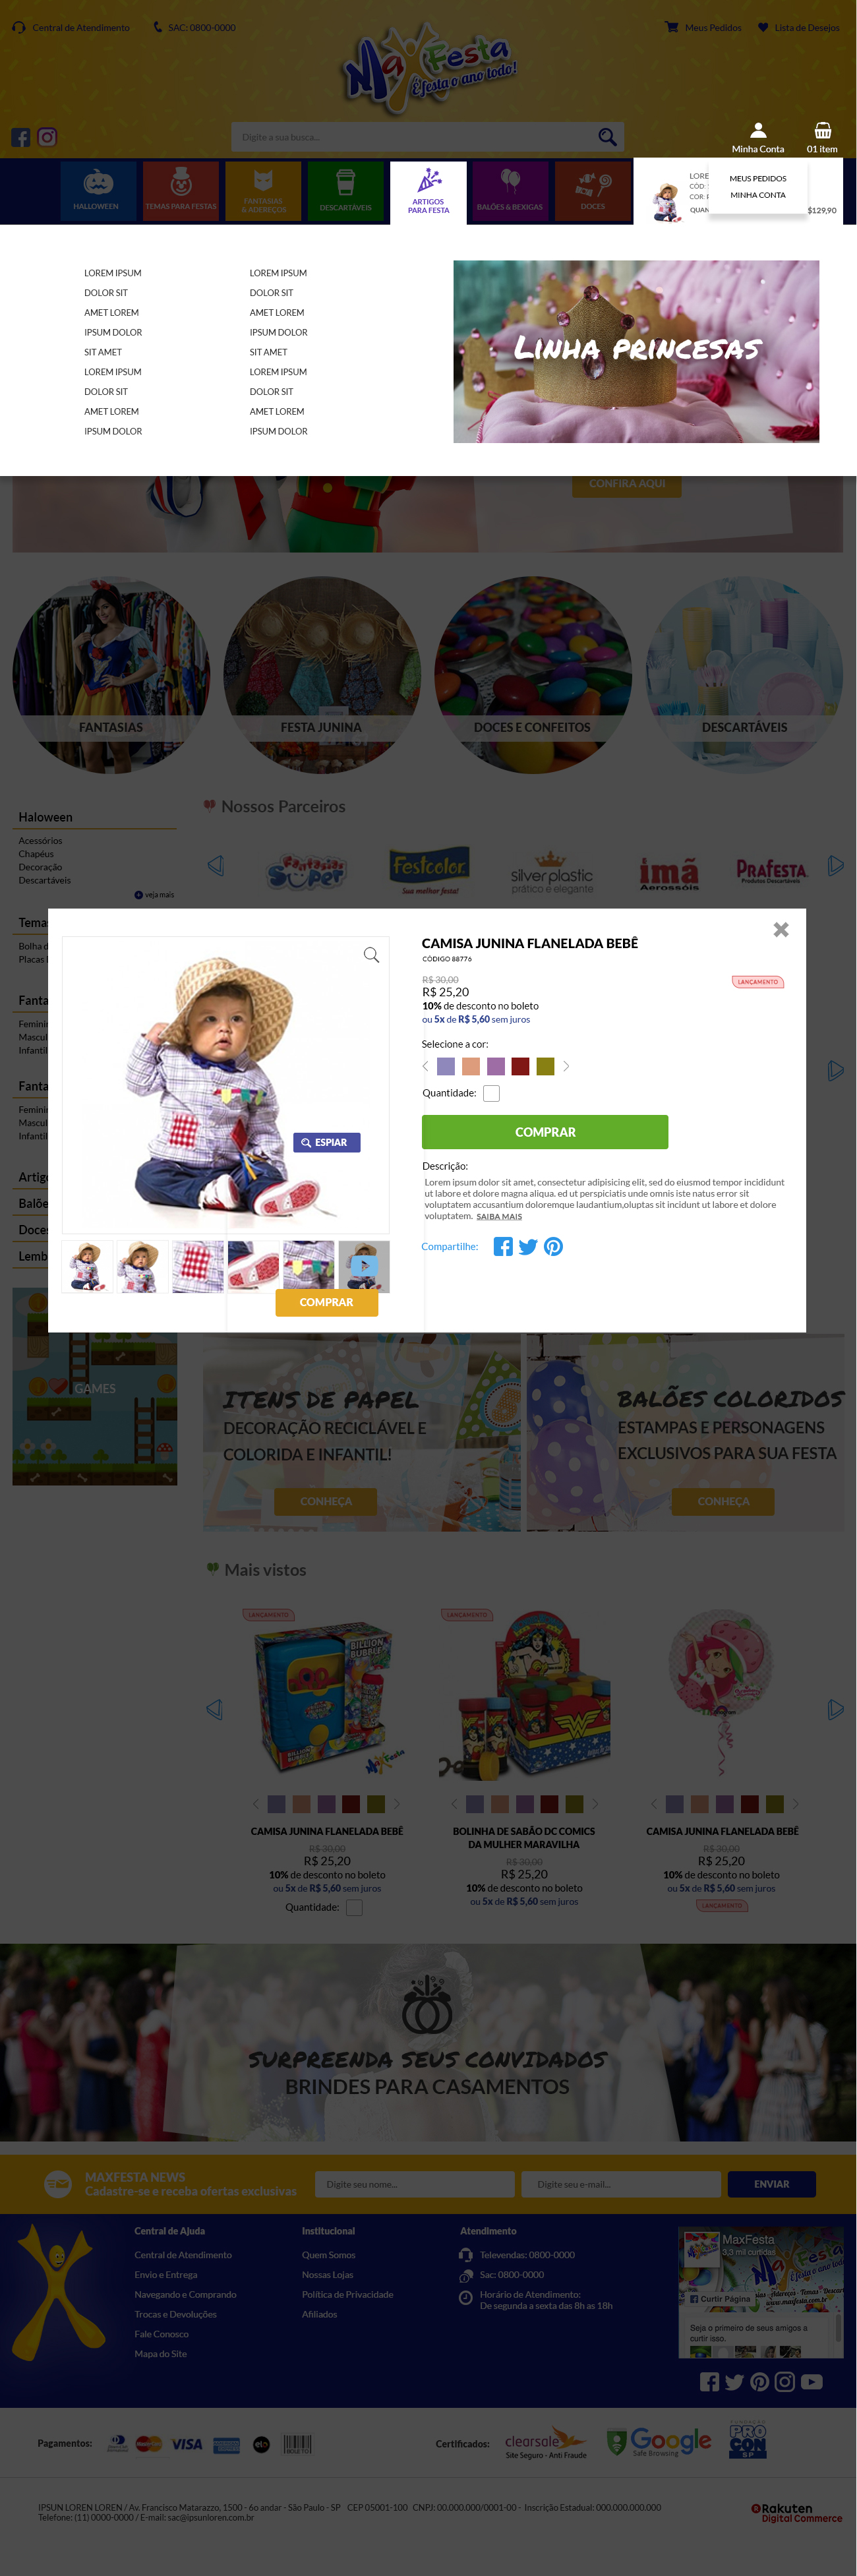 Central de Atendimento
SAC: 0800-0000
Meus Pedidos
Lista de Desejos
MaxFesta
É festa o ano todo!
Digite a sua busca...
Minha Conta
01 item
HALLOWEEN
TEMAS PARA FESTAS
FANTASIAS
& ADEREÇOS
DESCARTÁVEIS
ARTIGOS
PARA FESTA
BALÕES & BEXIGAS
DOCES
LORE
CÓD:
COR:
QUAN
$129,90
MEUS PEDIDOS
MINHA CONTA
LOREM IPSUM
DOLOR SIT
AMET LOREM
IPSUM DOLOR
SIT AMET
LOREM IPSUM
DOLOR SIT
AMET LOREM
IPSUM DOLOR
LOREM IPSUM
DOLOR SIT
AMET LOREM
IPSUM DOLOR
SIT AMET
LOREM IPSUM
DOLOR SIT
AMET LOREM
IPSUM DOLOR
LINHA PRINCESAS
CONFIRA AQUI
FANTASIAS
FESTA JUNINA
DOCES E CONFEITOS
DESCARTÁVEIS
Haloween
Acessórios
Chapéus
Decoração
Descartáveis
veja mais
Nossos Parceiros
Fantasias
Super
Festcolor
Sua melhor festa!
silver plastic
prático e elegante
imã
Aerossóis
PRAFESTA
Produtos Descartáveis
Temas
Bolha d
Placas
Fanta
Feminin
Mascul
Infantil
Fanta
Feminin
Mascul
Infantil
Artigo
Balõe
Doces
Lemb
CAMISA JUNINA FLANELADA BEBÊ
CÓDIGO 88776
R$ 30,00
R$ 25,20
10% de desconto no boleto
ou 5x de R$ 5,60 sem juros
LANÇAMENTO
Selecione a cor:
Quantidade:
COMPRAR
ESPIAR
Descrição:
Lorem ipsum dolor sit amet, consectetur adipisicing elit, sed do eiusmod tempor incididunt
ut labore et dolore magna aliqua. ed ut perspiciatis unde omnis iste natus error sit
voluptatem accusantium doloremque laudantium,oluptas sit incidunt ut labore et dolore
voluptatem. SAIBA MAIS
Compartilhe:
COMPRAR
GAMES
ITENS DE PAPEL
DECORAÇÃO RECICLÁVEL E
COLORIDA E INFANTIL!
CONHEÇA
BALÕES COLORIDOS
ESTAMPAS E PERSONAGENS
EXCLUSIVOS PARA SUA FESTA
CONHEÇA
Mais vistos
LANÇAMENTO
LANÇAMENTO
BILLION BUBBLE
CAMISA JUNINA FLANELADA BEBÊ
R$ 30,00
R$ 25,20
10% de desconto no boleto
ou 5x de R$ 5,60 sem juros
Quantidade:
BOLINHA DE SABÃO DC COMICS
DA MULHER MARAVILHA
R$ 30,00
R$ 25,20
10% de desconto no boleto
ou 5x de R$ 5,60 sem juros
CAMISA JUNINA FLANELADA BEBÊ
R$ 30,00
R$ 25,20
10% de desconto no boleto
ou 5x de R$ 5,60 sem juros
LANÇAMENTO
SURPREENDA SEUS CONVIDADOS
BRINDES PARA CASAMENTOS
MAXFESTA NEWS
Cadastre-se e receba ofertas exclusivas
Digite seu nome...
Digite seu e-mail...
ENVIAR
Central de Ajuda
Central de Atendimento
Envio e Entrega
Navegando e Comprando
Trocas e Devoluções
Fale Conosco
Mapa do Site
Institucional
Quem Somos
Nossas Lojas
Política de Privacidade
Afiliados
Atendimento
Televendas: 0800-0000
Sac: 0800-0000
Horário de Atendimento:
De segunda a sexta das 8h as 18h
MaxFesta
3,3 mil curtidas
Curtir Página
www.maxfesta.com.br
Seja o primeiro de seus amigos a
curtir isso.
Pagamentos:
MasterCard
VISA
elo
BOLETO
Certificados:
clearsale
Site Seguro - Anti Fraude
Google
Safe Browsing
FUNDAÇÃO
PROCON
SP
IPSUN LOREN LOREN / Av. Francisco Matarazzo, 1500 - 6o andar - São Paulo - SP CEP 05001-100 CNPJ: 00.000.000/0001-00 - Inscrição Estadual: 000.000.000.000
Telefone: (11) 0000-0000 / E-mail: sac@ipsunloren.com.br
Rakuten
Digital Commerce